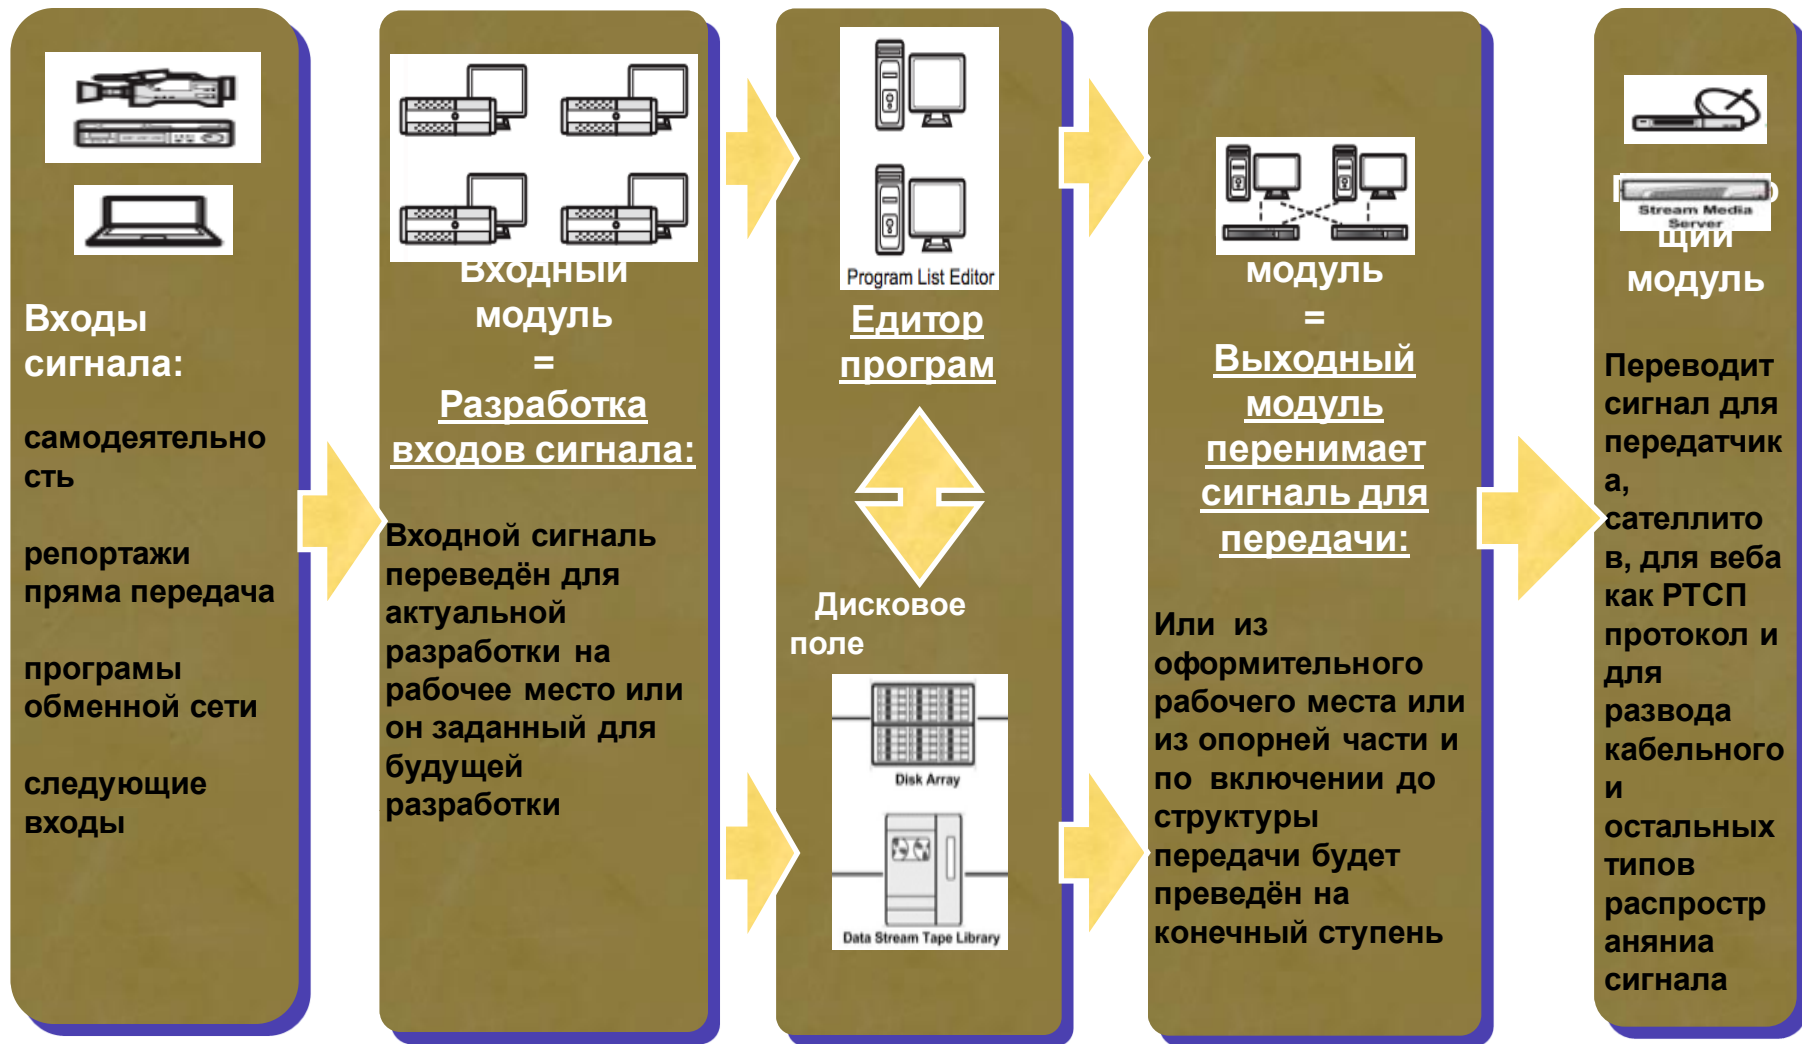 Входы
сигнала:
самодеятельно
сть
репортажи
пряма передача
програмы
обменной сети
следующие
входы
Входный
модуль
=
Разработка
входов сигнала:
Входной сигналь
переведён для
актуальной
разработки на
рабочее место или
он заданный для
будущей
разработки
Program List Editor
Едитор
програм
Дисковое
поле
Disk Array
Data Stream Tape Library
модуль
=
Выходный
модуль
перенимает
сигналь для
передачи:
Или из
оформительного
рабочего места или
из опорней части и
по включении до
структуры
передачи будет
преведён на
конечный ступень
Stream Media
Server
щий
модуль
Переводит
сигнал для
передатчик
а,
сателлито
в, для веба
как РТСП
протокол и
для
развода
кабельного
и
остальных
типов
распростр
аняниа
сигнала